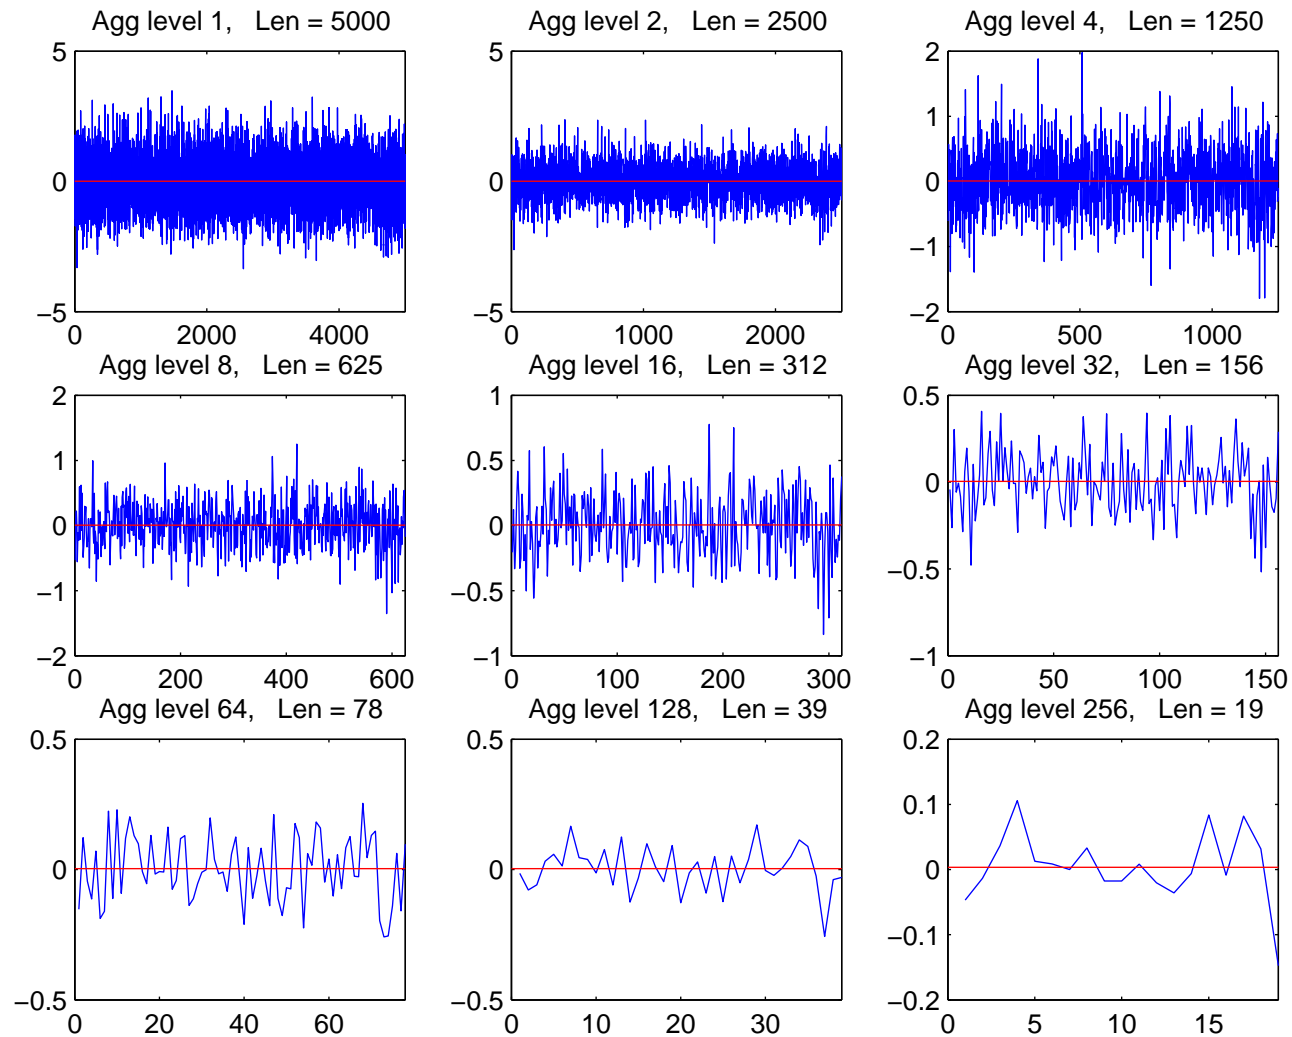 Agg level 1, Len = 5000
Agg level 2, Len = 2500
Agg level 4, Len = 1250
5
0
−5
0 2000 4000
5
0
−5
0 1000 2000
2
1
0
−1
−2
0 500 1000
Agg level 8, Len = 625
Agg level 16, Len = 312
Agg level 32, Len = 156
2
1
0
−1
−2
0 200 400 600
1
0.5
0
−0.5
−1
0 100 200 300
0.5
0
−0.5
−1
0 50 100 150
Agg level 64, Len = 78
Agg level 128, Len = 39
Agg level 256, Len = 19
0.5
0
−0.5
0 20 40 60
0.5
0
−0.5
0 10 20 30
0.2
0.1
0
−0.1
−0.2
0 5 10 15